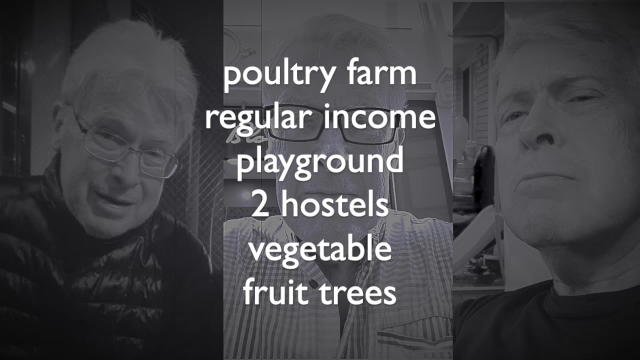 poultry farm
regular income
playground
2 hostels
vegetable
fruit trees